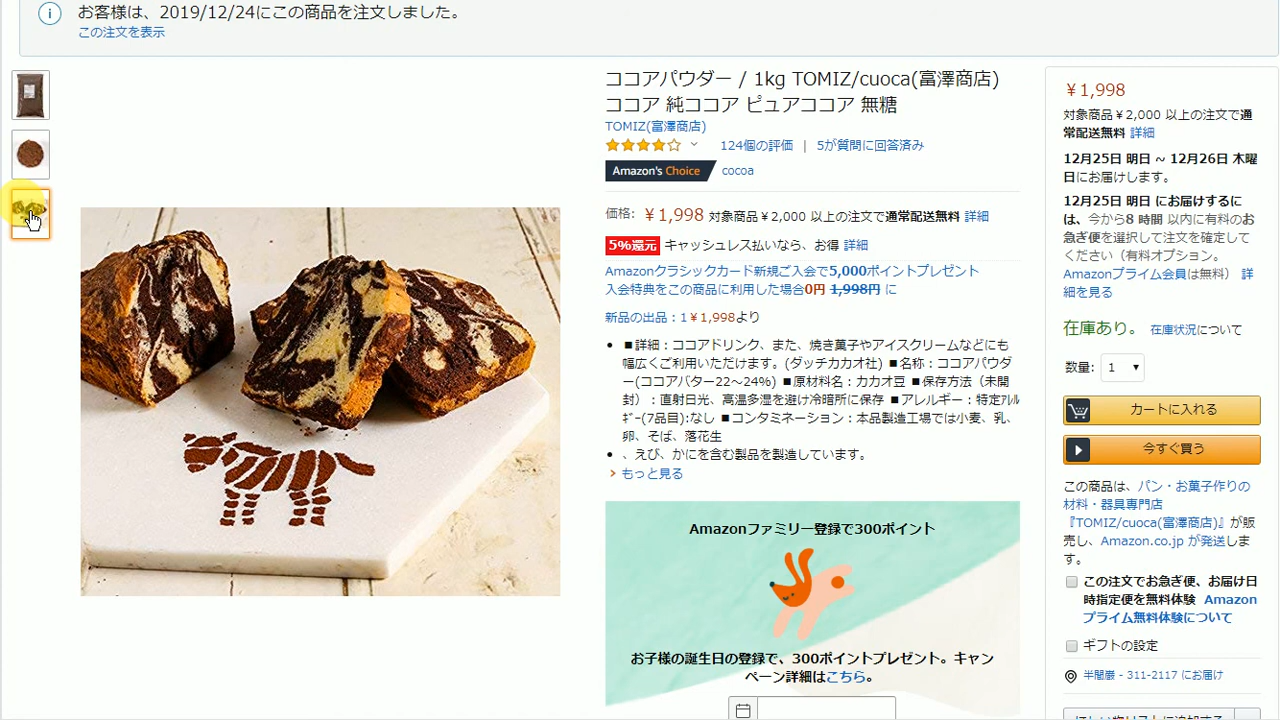 お客様は、2019/12/24にこの商品を注文しました。
この注文を表示
ココアパウダー / 1kg TOMIZ/cuoca(富澤商店)
ココア 純ココア ピュアココア 無糖
TOMIZ(富澤商店)
124個の評価 | 5が質問に回答済み
Amazon's Choice cocoa
価格: ￥1,998 対象商品￥2,000 以上の注文で通常配送無料 詳細
5%還元 キャッシュレス払いなら、お得 詳細
Amazonクラシックカード新規ご入会で5,000ポイントプレゼント
入会特典をこの商品に利用した場合0円 1,998円 に
新品の出品：1￥1,998より
■詳細：ココアドリンク、また、焼き菓子やアイスクリームなどにも
幅広くご利用いただけます。(ダッチカカオ社) ■名称：ココアパウダ
ー(ココアバター22～24%) ■原材料名：カカオ豆 ■保存方法（未開
封）：直射日光、高温多湿を避け冷暗所に保存 ■アレルギー：特定ｱﾚﾙ
ｷﾞｰ(7品目):なし ■コンタミネーション：本品製造工場では小麦、乳、
卵、そば、落花生
、えび、かにを含む製品を製造しています。
もっと見る
Amazonファミリー登録で300ポイント
お子様の誕生日の登録で、300ポイントプレゼント。キャン
ペーン詳細はこちら。
￥1,998
対象商品￥2,000 以上の注文で通
常配送無料 詳細
12月25日 明日 ~ 12月26日 木曜
日にお届けします。
12月25日 明日 にお届けするに
は、今から8 時間 以内に有料のお
急ぎ便を選択して注文を確定して
ください（有料オプション。
Amazonプライム会員は無料） 詳
細を見る
在庫あり。 在庫状況について
数量: 1
カートに入れる
今すぐ買う
この商品は、パン・お菓子作りの
材料・器具専門店
『TOMIZ/cuoca(富澤商店)』が販
売し、Amazon.co.jp が発送しま
す。
この注文でお急ぎ便、お届け日
時指定便を無料体験 Amazon
プライム無料体験について
ギフトの設定
半間巌 - 311-2117 にお届け
ほしい物リストに追加する